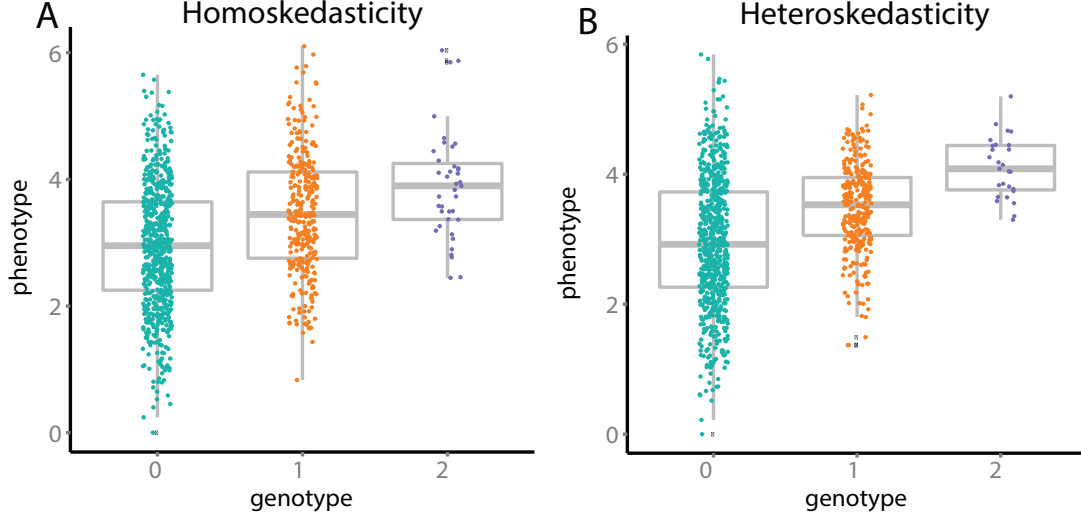 A Homoskedasticity
6
4
2
0
phenotype
0 1 2
genotype
B Heteroskedasticity
6
4
2
0
phenotype
0 1 2
genotype